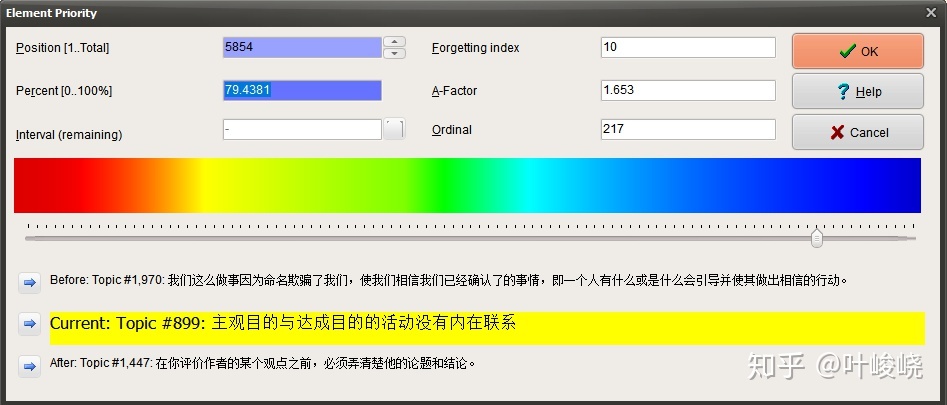 Element Priority
Position [1..Total] 5854 Forgetting index 10 OK
Percent [0..100%] 79.4381 A-Factor 1.653 Help
Interval (remaining) - Ordinal 217 Cancel
Before: Topic #1,970: 我们这么做事因为命名欺骗了我们，使我们相信我们已经确认了的事情，即一个人有什么或是什么会引导并使其做出相信的行动。
Current: Topic #899: 主观目的与达成目的的活动没有内在联系
After: Topic #1,447: 在你评价作者的某个观点之前，必须弄清楚他的论题和结论。
知乎 @叶峻峣